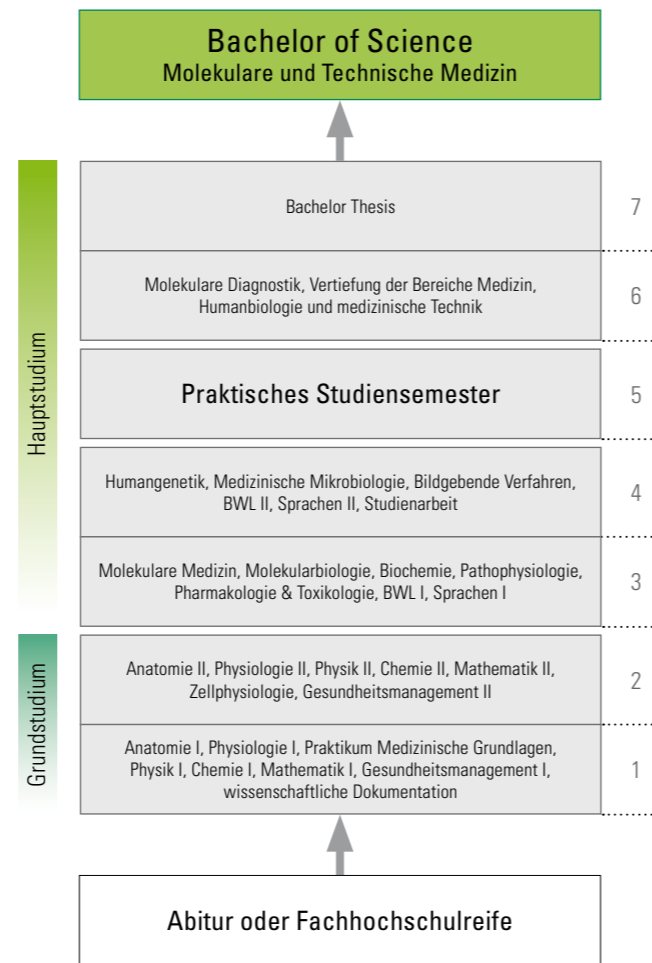 Bachelor of Science
Molekulare und Technische Medizin
Hauptstudium
Bachelor Thesis
7
Molekulare Diagnostik, Vertiefung der Bereiche Medizin,
Humanbiologie und medizinische Technik
6
Praktisches Studiensemester
5
Humangenetik, Medizinische Mikrobiologie, Bildgebende Verfahren,
BWL II, Sprachen II, Studienarbeit
4
Molekulare Medizin, Molekularbiologie, Biochemie, Pathophysiologie,
Pharmakologie & Toxikologie, BWL I, Sprachen I
3
Grundstudium
Anatomie II, Physiologie II, Physik II, Chemie II, Mathematik II,
Zellphysiologie, Gesundheitsmanagement II
2
Anatomie I, Physiologie I, Praktikum Medizinische Grundlagen,
Physik I, Chemie I, Mathematik I, Gesundheitsmanagement I,
wissenschaftliche Dokumentation
1
Abitur oder Fachhochschulreife